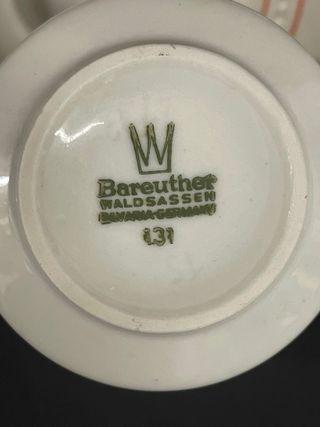 W
Bareuther
WALDSASSEN
BAVARIA-GERMANY
131